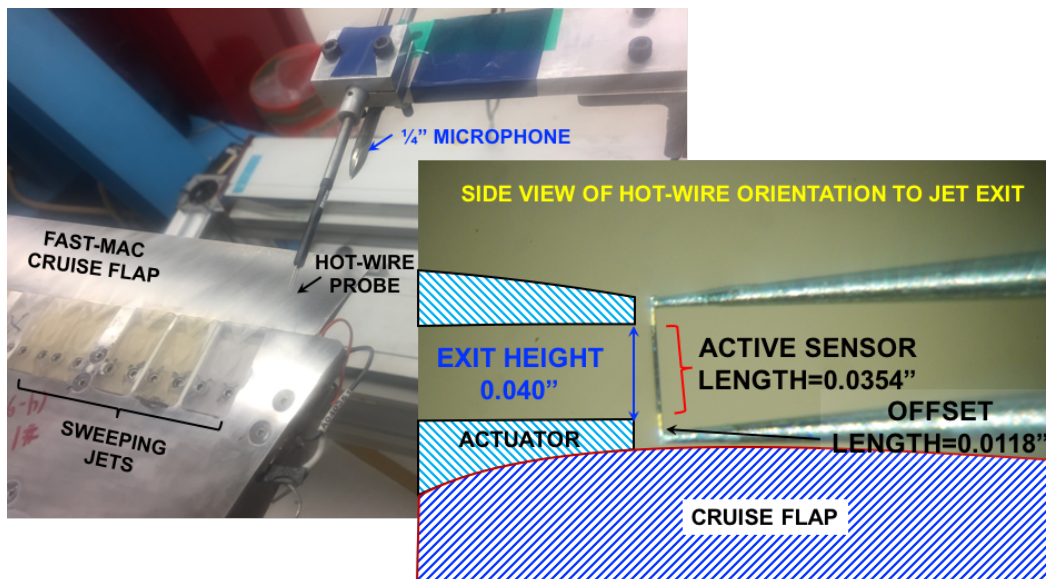 ¼” MICROPHONE
FAST-MAC
CRUISE FLAP
HOT-WIRE
PROBE
SWEEPING
JETS
SIDE VIEW OF HOT-WIRE ORIENTATION TO JET EXIT
EXIT HEIGHT
0.040”
ACTIVE SENSOR
LENGTH=0.0354”
OFFSET
LENGTH=0.0118”
ACTUATOR
CRUISE FLAP